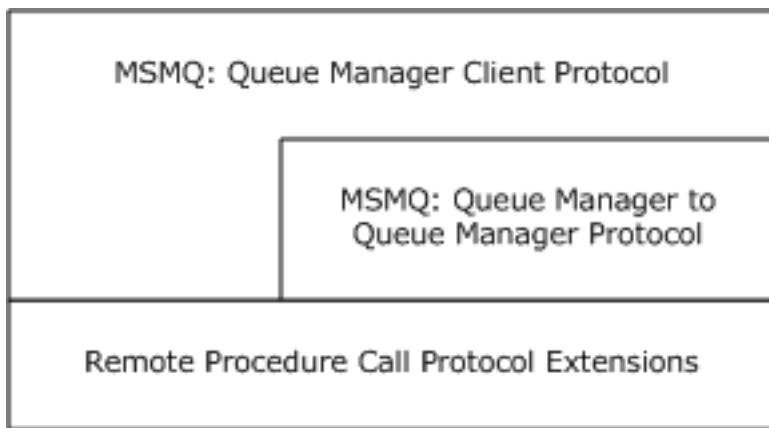 MSMQ: Queue Manager Client Protocol
MSMQ: Queue Manager to
Queue Manager Protocol
Remote Procedure Call Protocol Extensions